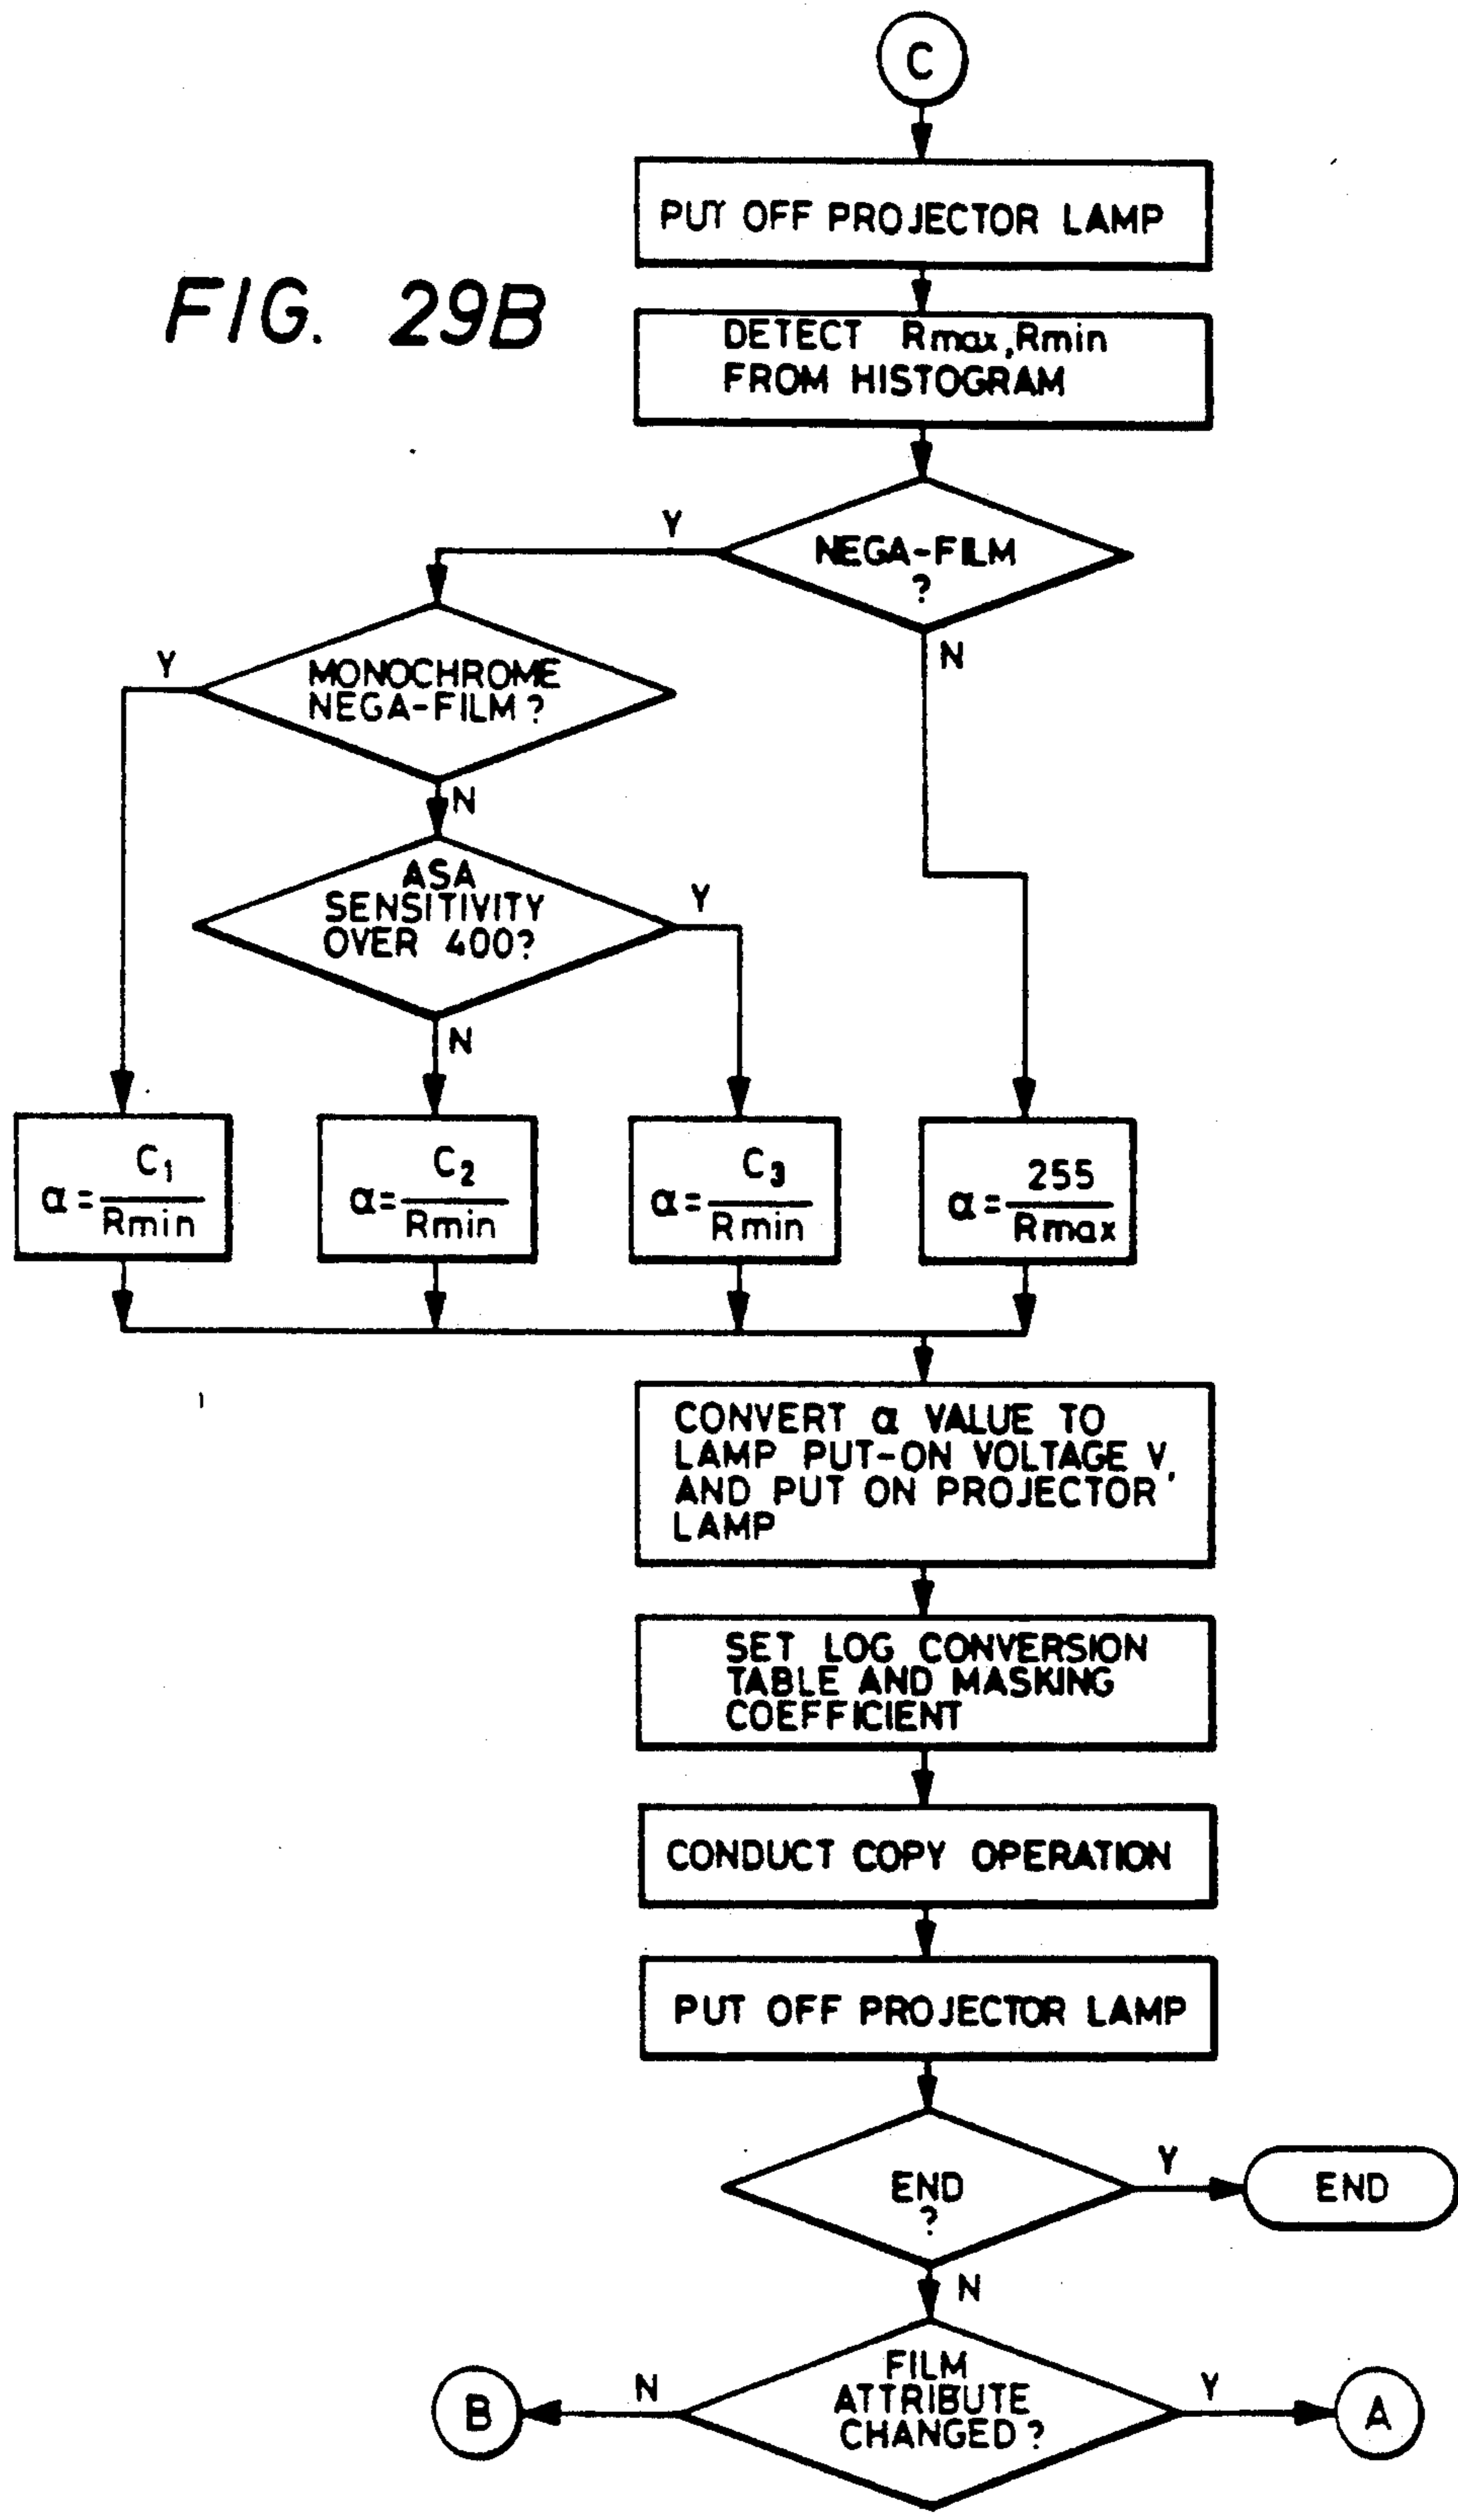 C
PUT OFF PROJECTOR LAMP
FIG. 29B
DETECT Rmax,Rmin
FROM HISTOGRAM
Y
NEGA-FILM
?
N
Y
MONOCHROME
NEGA-FILM?
N
ASA
SENSITIVITY
OVER 400?
Y
N
α=C1/Rmin
α=C2/Rmin
α=C3/Rmin
α=255/Rmax
CONVERT α VALUE TO
LAMP PUT-ON VOLTAGE V,
AND PUT ON PROJECTOR
LAMP
SET LOG CONVERSION
TABLE AND MASKING
COEFFICIENT
CONDUCT COPY OPERATION
PUT OFF PROJECTOR LAMP
END
?
Y
END
N
FILM
ATTRIBUTE
CHANGED?
N
B
Y
A